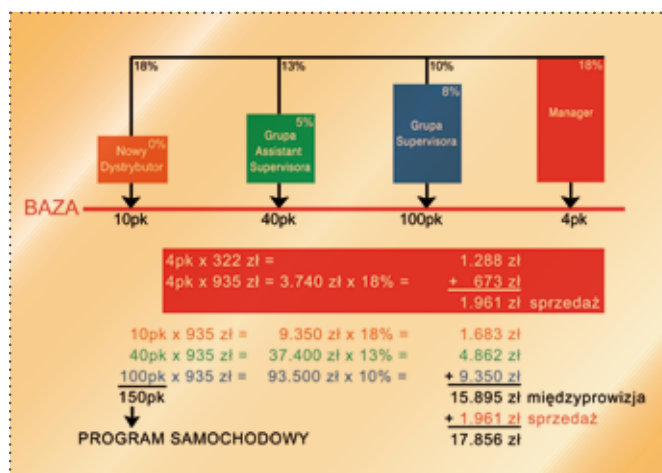 18% 13% 10% 18%
8%
Manager
5%
Grupa
Grupa
Supervisora
0%
Assistant
Nowy
Supervisora
Dystrybutor
BAZA
10pk 40pk 100pk 4pk
4pk x 322 zł = 1.288 zł
4pk x 935 zł = 3.740 zł x 18% = + 673 zł
1.961 zł sprzedaż
10pk x 935 zł = 9.350 zł x 18% = 1.683 zł
40pk x 935 zł = 37.400 zł x 13% = 4.862 zł
100pk x 935 zł = 93.500 zł x 10% = + 9.350 zł
150pk 15.895 zł międzyprowizja
+ 1.961 zł sprzedaż
PROGRAM SAMOCHODOWY 17.856 zł